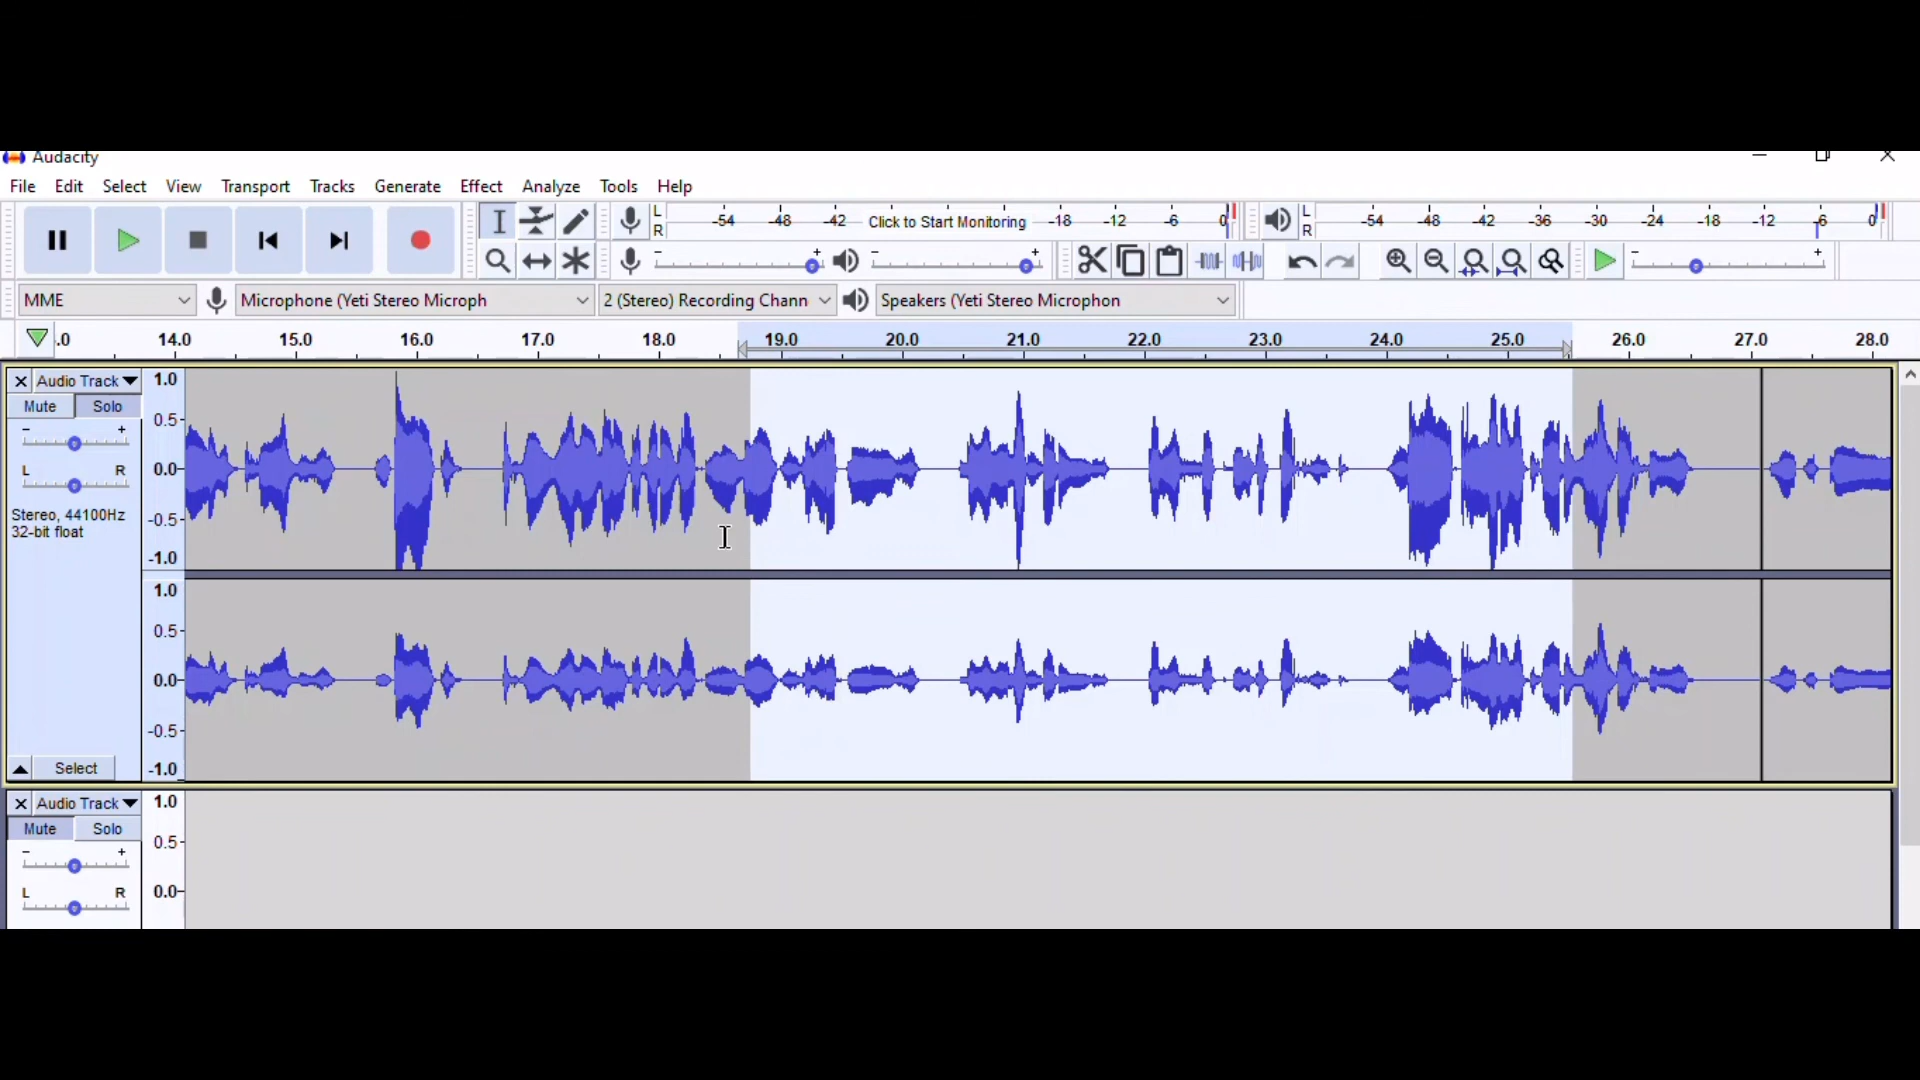 Audacity
File Edit Select View Transport Tracks Generate Effect Analyze Tools Help
L R -54 -48 -42 Click to Start Monitoring -18 -12 -6 0 L R -54 -48 -42 -36 -30 -24 -18 -12 -6 0
- + - + - +
MME Microphone (Yeti Stereo Microph 2 (Stereo) Recording Chann Speakers (Yeti Stereo Microphon
.0 14.0 15.0 16.0 17.0 18.0 19.0 20.0 21.0 22.0 23.0 24.0 25.0 26.0 27.0 28.0
Audio Track 1.0
Mute Solo
- + 0.5
L R 0.0
Stereo, 44100Hz -0.5
32-bit float
-1.0
1.0
0.5
0.0
-0.5
Select -1.0
Audio Track 1.0
Mute Solo
- + 0.5
L R 0.0